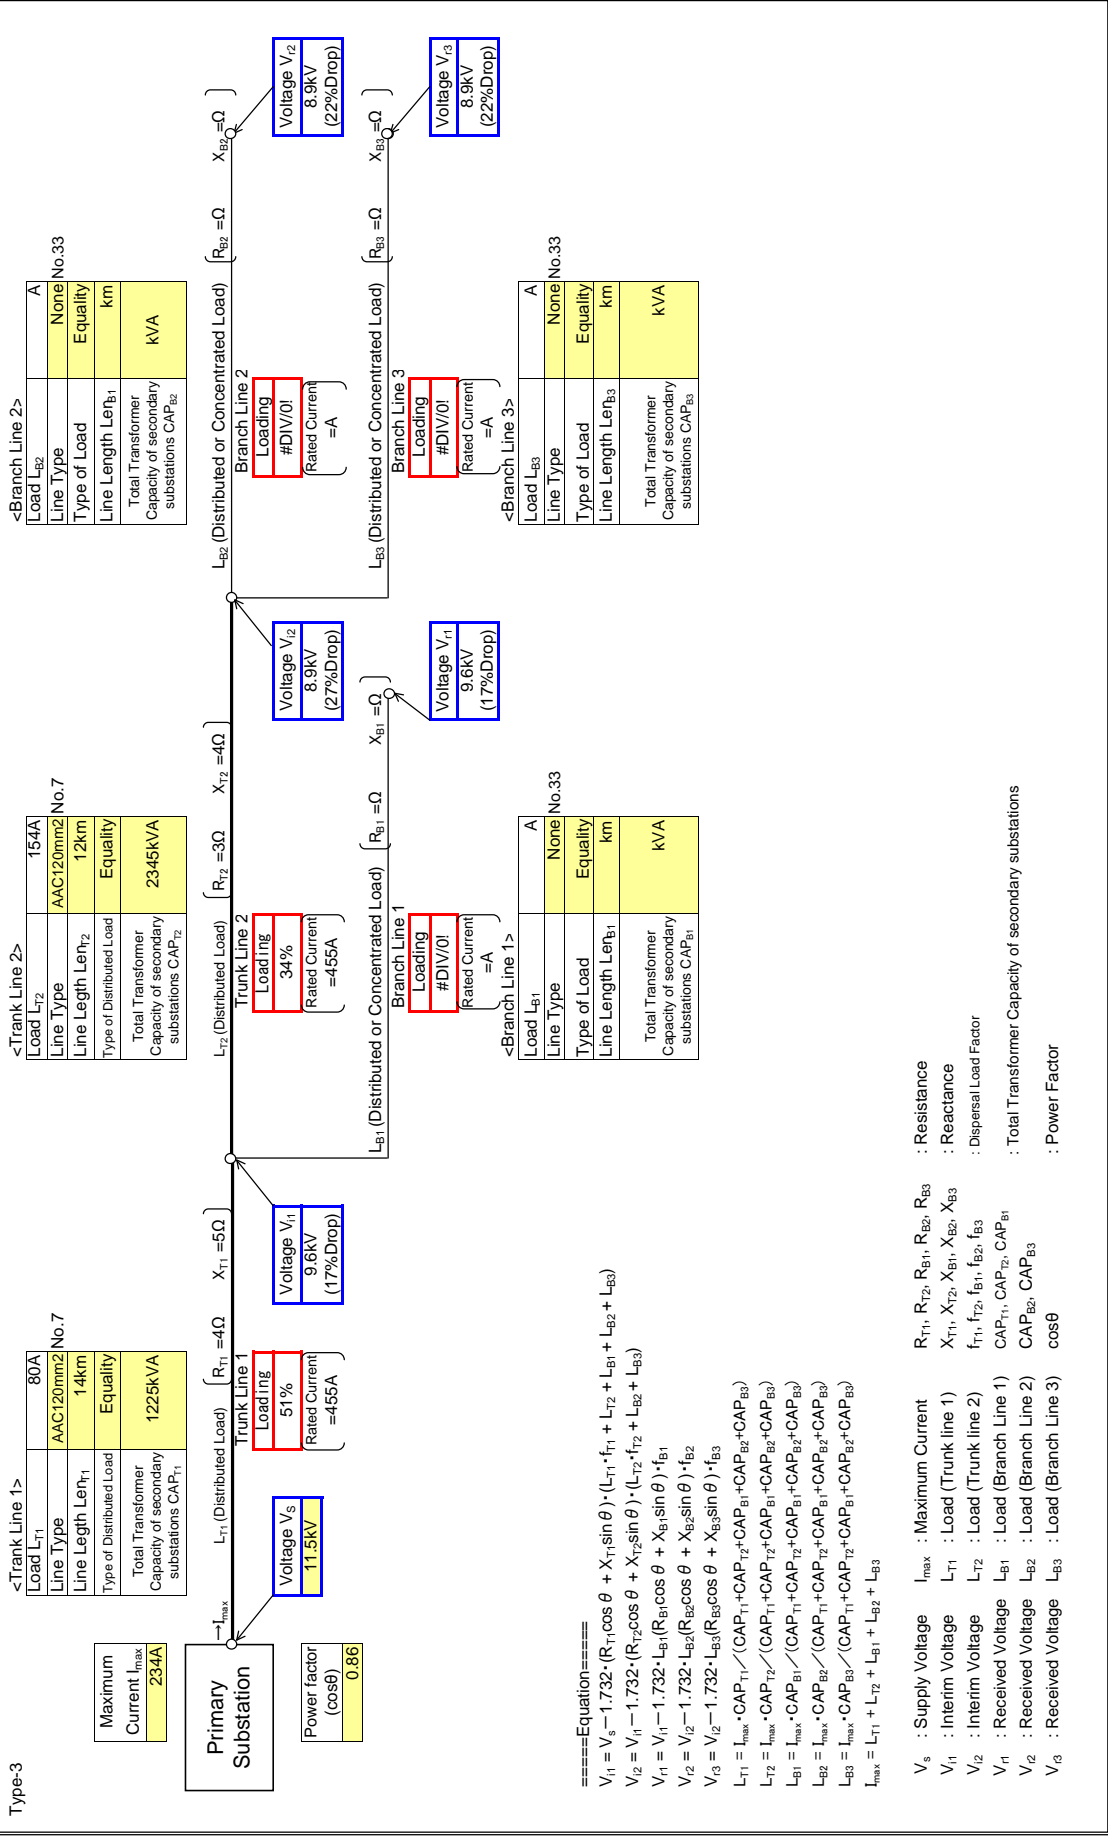 Type-3
Maximum
Current Imax
234A
Primary
Substation
Power factor
(cosθ)
0.86
→Imax
Voltage VS
11.5kV
<Trank Line 1>
Load LT1 80A
Line Type AAC120mm2 No.7
Line Length LenT1 14km
Type of Distributed Load Equality
Total Transformer
Capacity of secondary
substations CAPT1
1225kVA
LT1 (Distributed Load) (RT1 =4Ω XT1 =5Ω)
Trunk Line 1
Loading
51%
(Rated Current
=455A)
Voltage Vi1
9.6kV
(17%Drop)
<Trank Line 2>
Load LT2 154A
Line Type AAC120mm2 No.7
Line Legth LenT2 12km
Type of Distributed Load Equality
Total Transformer
Capacity of secondary
substations CAPT2
2345kVA
LT2 (Distributed Load) (RT2 =3Ω XT2 =4Ω)
Trunk Line 2
Loading
34%
(Rated Current
=455A)
Voltage Vi2
8.9kV
(27%Drop)
LB1 (Distributed or Concentrated Load) (RB1 =Ω XB1 =Ω)
Branch Line 1
Loading
#DIV/0!
(Rated Current
=A)
Voltage Vr1
9.6kV
(17%Drop)
<Branch Line 1>
Load LB1 A
Line Type None No.33
Type of Load Equality
Line Length LenB1 km
Total Transformer
Capacity of secondary
substations CAPB1
kVA
<Branch Line 2>
Load LB2 A
Line Type None No.33
Type of Load Equality
Line Length LenB1 km
Total Transformer
Capacity of secondary
substations CAPB2
kVA
LB2 (Distributed or Concentrated Load) (RB2 =Ω XB2 =Ω)
Branch Line 2
Loading
#DIV/0!
(Rated Current
=A)
Voltage Vr2
8.9kV
(22%Drop)
LB3 (Distributed or Concentrated Load) (RB3 =Ω XB3 =Ω)
Branch Line 3
Loading
#DIV/0!
(Rated Current
=A)
Voltage Vr3
8.9kV
(22%Drop)
<Branch Line 3>
Load LB3 A
Line Type None No.33
Type of Load Equality
Line Length LenB3 km
Total Transformer
Capacity of secondary
substations CAPB3
kVA
=====Equation=====
Vi1 = Vs－1.732･(RT1cos θ + XT1sin θ)･(LT1･fT1 + LT2 + LB1 + LB2 + LB3)
Vi2 = Vi1－1.732･(RT2cos θ + XT2sin θ)･(LT2･fT2 + LB2 + LB3)
Vr1 = Vi1－1.732･LB1(RB1cos θ + XB1sin θ)･fB1
Vr2 = Vi2－1.732･LB2(RB2cos θ + XB2sin θ)･fB2
Vr3 = Vi2－1.732･LB3(RB3cos θ + XB3sin θ)･fB3
LT1 = Imax･CAPT1／(CAPT1+CAPT2+CAPB1+CAPB2+CAPB3)
LT2 = Imax･CAPT2／(CAPT1+CAPT2+CAPB1+CAPB2+CAPB3)
LB1 = Imax･CAPB1／(CAPT1+CAPT2+CAPB1+CAPB2+CAPB3)
LB2 = Imax･CAPB2／(CAPT1+CAPT2+CAPB1+CAPB2+CAPB3)
LB3 = Imax･CAPB3／(CAPT1+CAPT2+CAPB1+CAPB2+CAPB3)
Imax = LT1 + LT2 + LB1 + LB2 + LB3
Vs : Supply Voltage Imax : Maximum Current RT1, RT2, RB1, RB2, RB3 : Resistance
Vi1 : Interim Voltage LT1 : Load (Trunk line 1) XT1, XT2, XB1, XB2, XB3 : Reactance
Vi2 : Interim Voltage LT2 : Load (Trunk line 2) fT1, fT2, fB1, fB2, fB3 : Dispersal Load Factor
Vr1 : Received Voltage LB1 : Load (Branch Line 1) CAPT1, CAPT2, CAPB1
Vr2 : Received Voltage LB2 : Load (Branch Line 2) CAPB2, CAPB3 : Total Transformer Capacity of secondary substations
Vr3 : Received Voltage LB3 : Load (Branch Line 3) cosθ : Power Factor